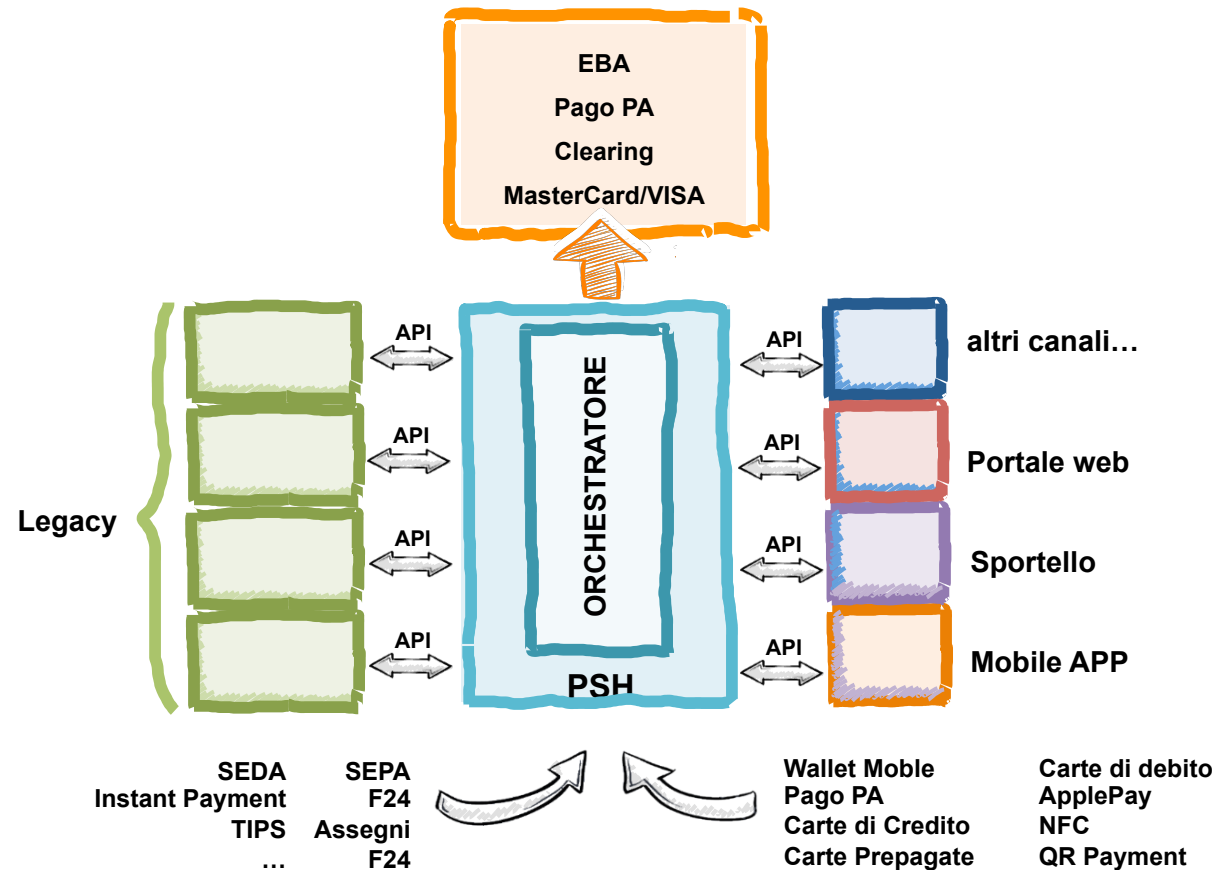 EBA
Pago PA
Clearing
MasterCard/VISA
API
API
altri canali…
API
API
Portale web
Legacy
ORCHESTRATORE
API
API
Sportello
API
API
Mobile APP
PSH
SEDA SEPA
Instant Payment F24
TIPS Assegni
… F24
Wallet Moble Carte di debito
Pago PA ApplePay
Carte di Credito NFC
Carte Prepagate QR Payment